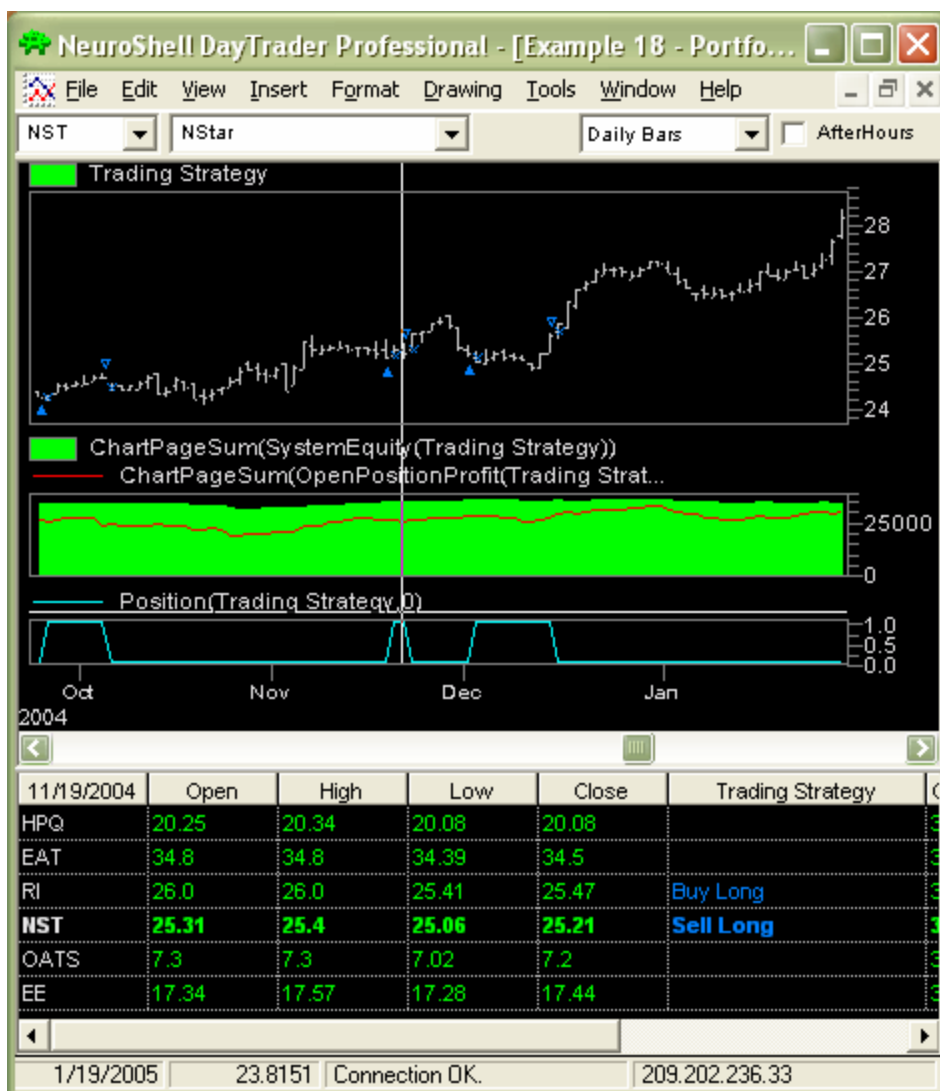 NeuroShell DayTrader Professional - [Example 18 - Portfo...
File Edit View Insert Format Drawing Tools Window Help
NST NStar Daily Bars AfterHours
Trading Strategy
28
27
26
25
24
ChartPageSum(SystemEquity(Trading Strategy))
ChartPageSum(OpenPositionProfit(Trading Strat...
25000
0
Position(Trading Strategy,0)
1.0
0.5
0.0
Oct Nov Dec Jan
2004
11/19/2004 Open High Low Close Trading Strategy
HPQ 20.25 20.34 20.08 20.08
EAT 34.8 34.8 34.39 34.5
RI 26.0 26.0 25.41 25.47 Buy Long
NST 25.31 25.4 25.06 25.21 Sell Long
OATS 7.3 7.3 7.02 7.2
EE 17.34 17.57 17.28 17.44
1/19/2005 23.8151 Connection OK. 209.202.236.33